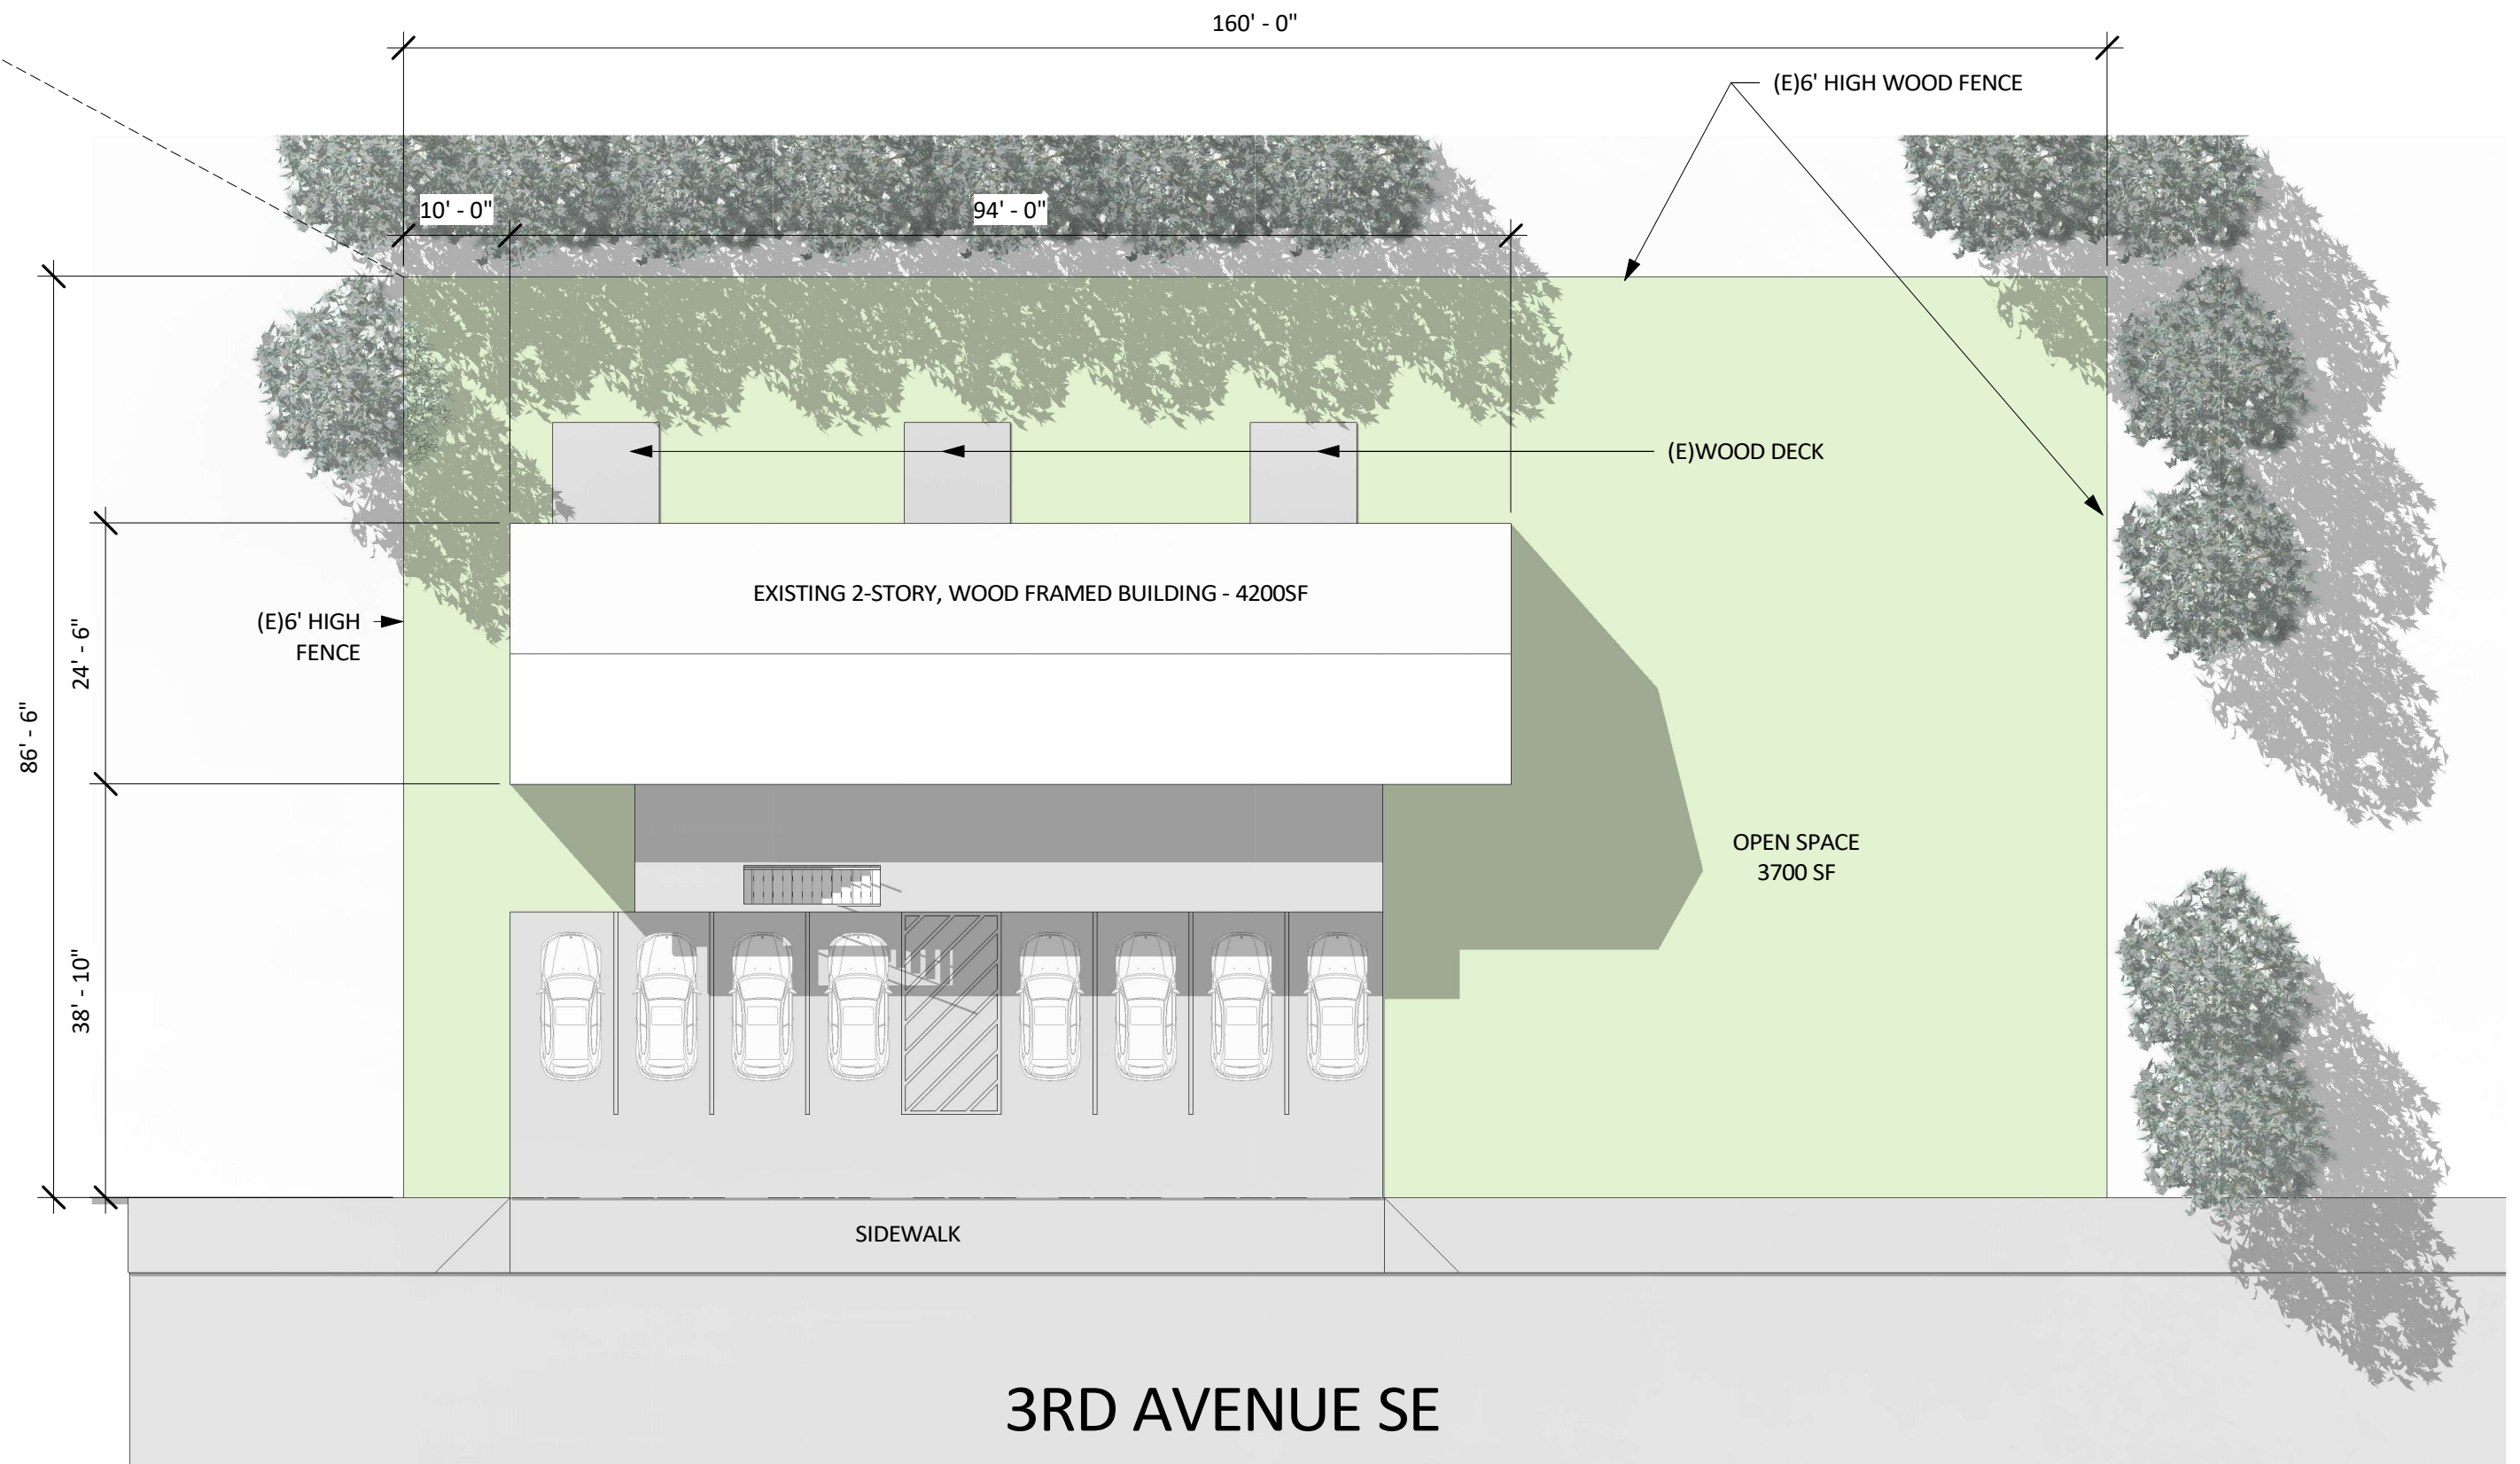 160' - 0"
(E)6' HIGH WOOD FENCE
10' - 0"
94' - 0"
(E)WOOD DECK
EXISTING 2-STORY, WOOD FRAMED BUILDING - 4200SF
(E)6' HIGH
FENCE
24' - 6"
86' - 6"
OPEN SPACE
3700 SF
38' - 10"
SIDEWALK
3RD AVENUE SE